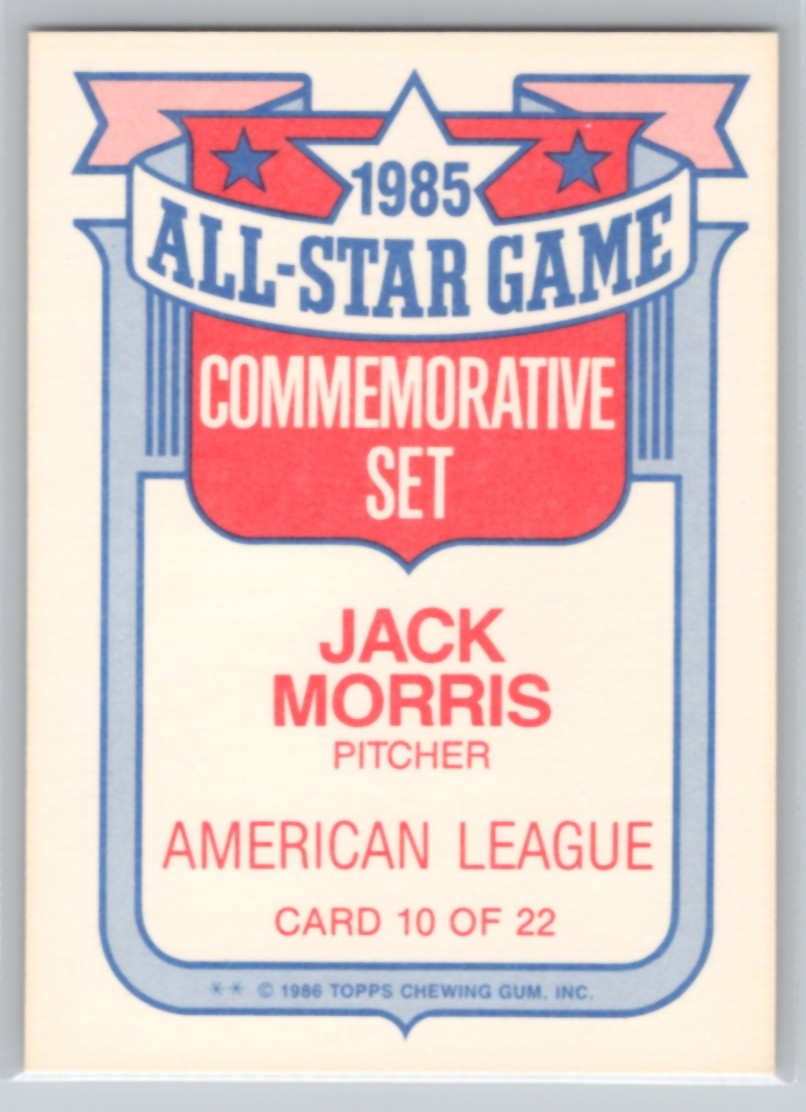 1985
ALL-STAR GAME
COMMEMORATIVE
SET
JACK
MORRIS
PITCHER
AMERICAN LEAGUE
CARD 10 OF 22
** © 1986 TOPPS CHEWING GUM, INC.